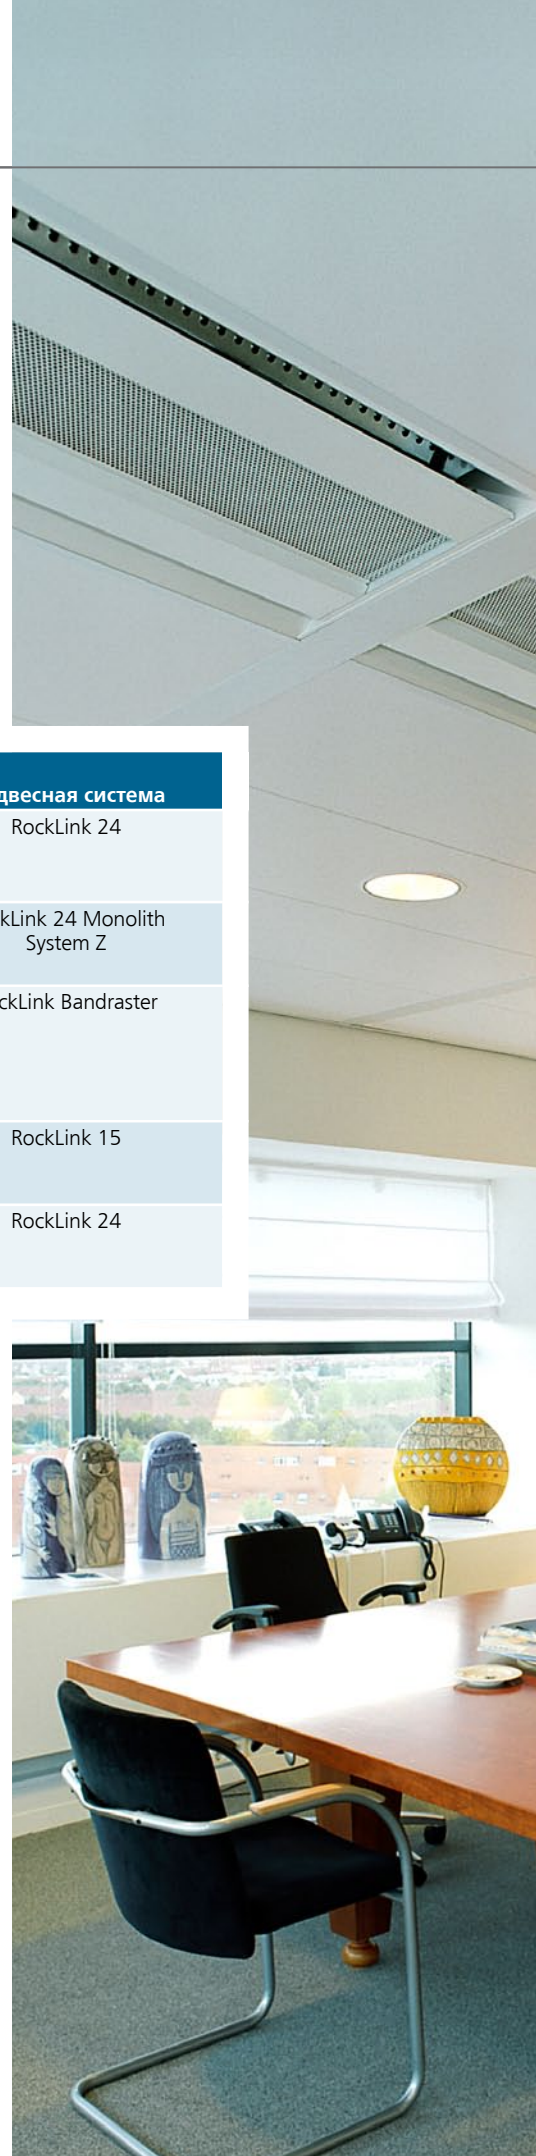 двесная система
RockLink 24
kLink 24 Monolith
System Z
ckLink Bandraster
RockLink 15
RockLink 24